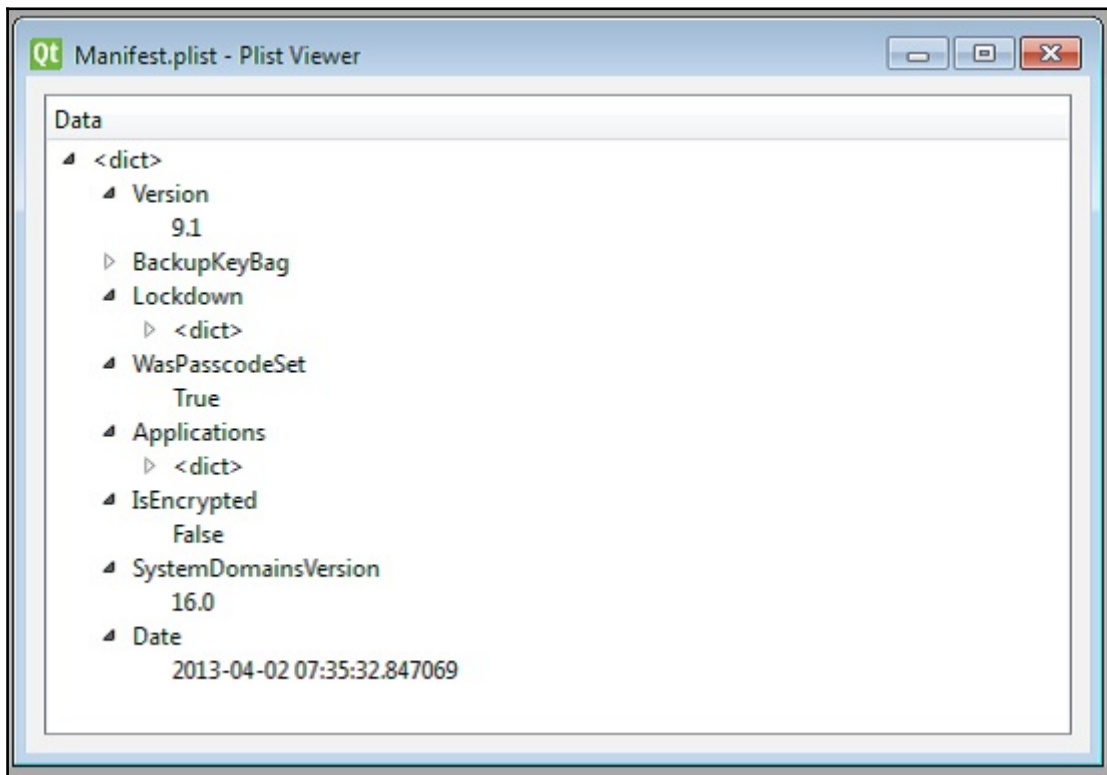 Qt Manifest.plist - Plist Viewer
Data
<dict>
Version
9.1
BackupKeyBag
Lockdown
<dict>
WasPasscodeSet
True
Applications
<dict>
IsEncrypted
False
SystemDomainsVersion
16.0
Date
2013-04-02 07:35:32.847069